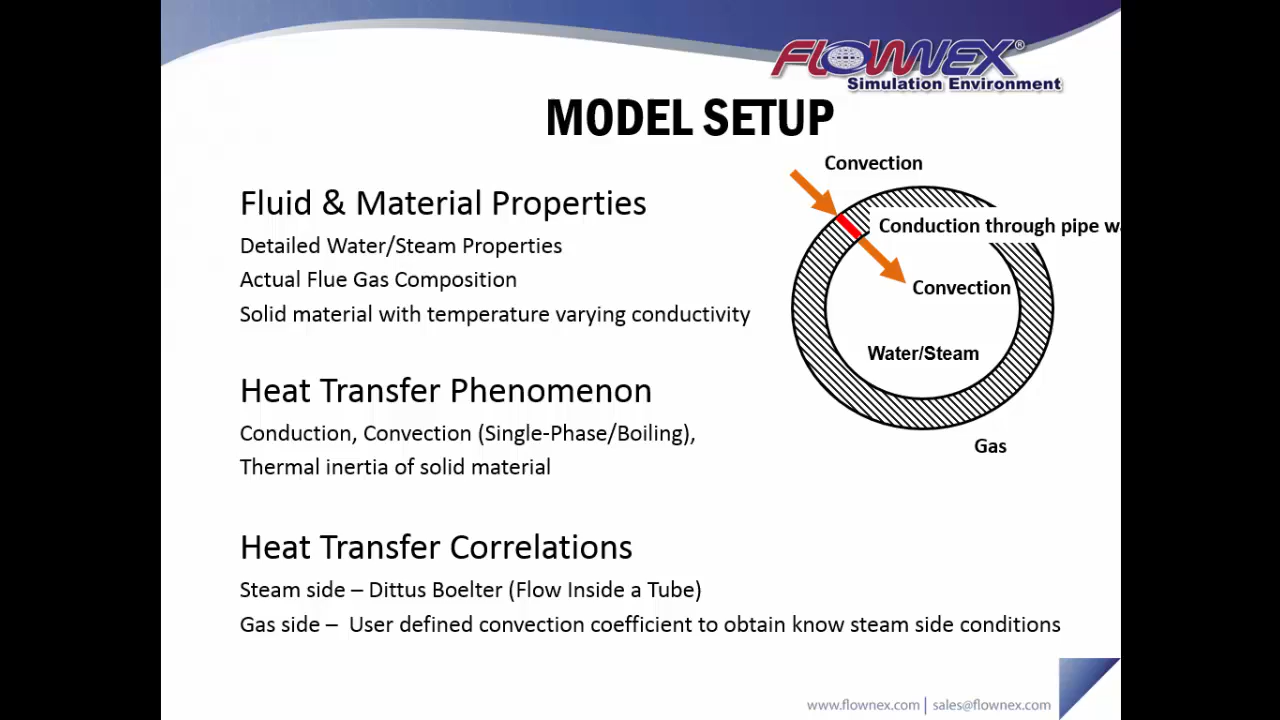 FLOWNEX®
Simulation Environment
MODEL SETUP
Fluid & Material Properties
Detailed Water/Steam Properties
Actual Flue Gas Composition
Solid material with temperature varying conductivity
Heat Transfer Phenomenon
Conduction, Convection (Single-Phase/Boiling),
Thermal inertia of solid material
Heat Transfer Correlations
Steam side – Dittus Boelter (Flow Inside a Tube)
Gas side – User defined convection coefficient to obtain know steam side conditions
Convection
Conduction through pipe
Convection
Water/Steam
Gas
www.flownex.com | sales@flownex.com